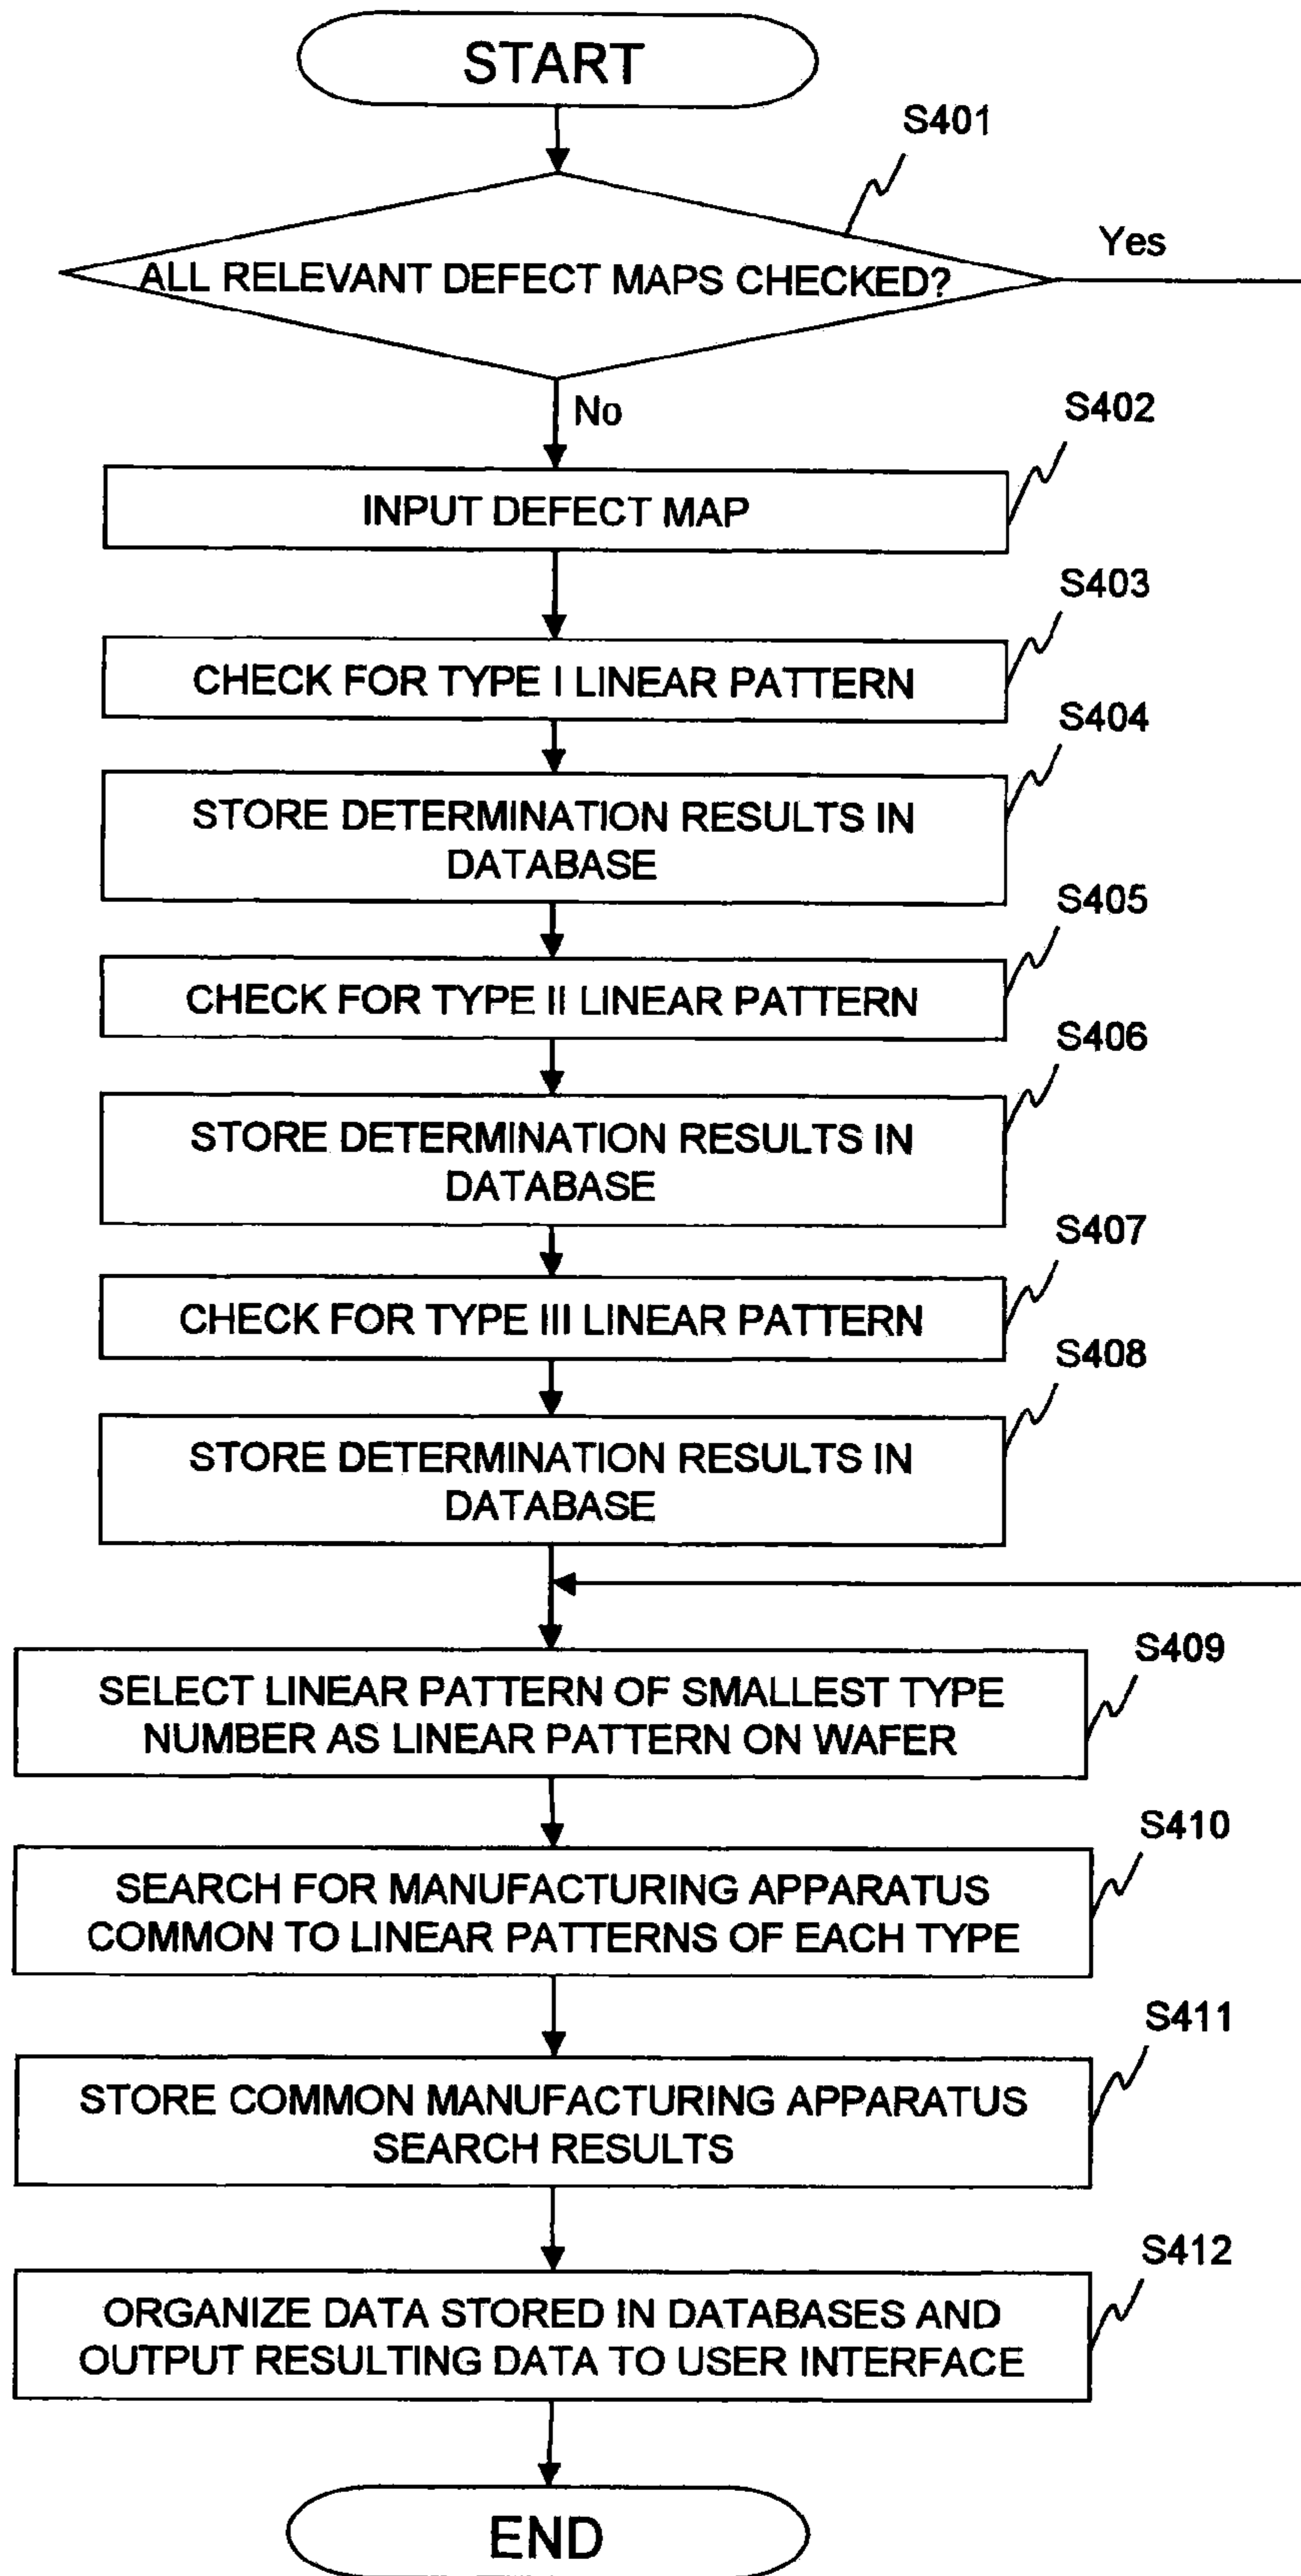 START
S401
ALL RELEVANT DEFECT MAPS CHECKED?
Yes
No
S402
INPUT DEFECT MAP
S403
CHECK FOR TYPE I LINEAR PATTERN
S404
STORE DETERMINATION RESULTS IN
DATABASE
S405
CHECK FOR TYPE II LINEAR PATTERN
S406
STORE DETERMINATION RESULTS IN
DATABASE
S407
CHECK FOR TYPE III LINEAR PATTERN
S408
STORE DETERMINATION RESULTS IN
DATABASE
S409
SELECT LINEAR PATTERN OF SMALLEST TYPE
NUMBER AS LINEAR PATTERN ON WAFER
S410
SEARCH FOR MANUFACTURING APPARATUS
COMMON TO LINEAR PATTERNS OF EACH TYPE
S411
STORE COMMON MANUFACTURING APPARATUS
SEARCH RESULTS
S412
ORGANIZE DATA STORED IN DATABASES AND
OUTPUT RESULTING DATA TO USER INTERFACE
END